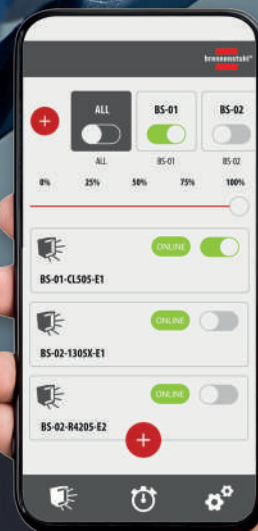 brennenstuhl®
ALL BS-01 BS-02
ALL BS-01 BS-02
0% 25% 50% 75% 100%
ONLINE
BS-01-CL505-E1
ONLINE
BS-02-1305X-E1
ONLINE
BS-02-R4205-E2